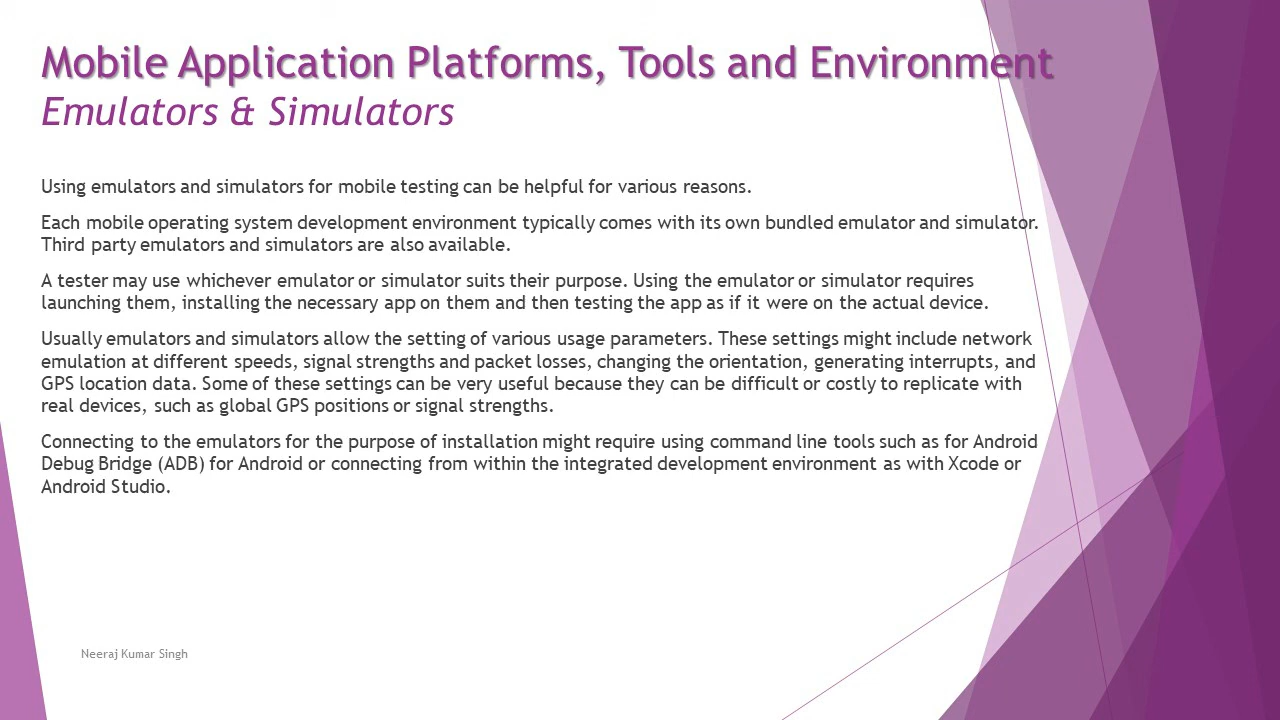 Mobile Application Platforms, Tools and Environment
Emulators & Simulators
Using emulators and simulators for mobile testing can be helpful for various reasons.
Each mobile operating system development environment typically comes with its own bundled emulator and simulator.
Third party emulators and simulators are also available.
A tester may use whichever emulator or simulator suits their purpose. Using the emulator or simulator requires
launching them, installing the necessary app on them and then testing the app as if it were on the actual device.
Usually emulators and simulators allow the setting of various usage parameters. These settings might include network
emulation at different speeds, signal strengths and packet losses, changing the orientation, generating interrupts, and
GPS location data. Some of these settings can be very useful because they can be difficult or costly to replicate with
real devices, such as global GPS positions or signal strengths.
Connecting to the emulators for the purpose of installation might require using command line tools such as for Android
Debug Bridge (ADB) for Android or connecting from within the integrated development environment as with Xcode or
Android Studio.
Neeraj Kumar Singh